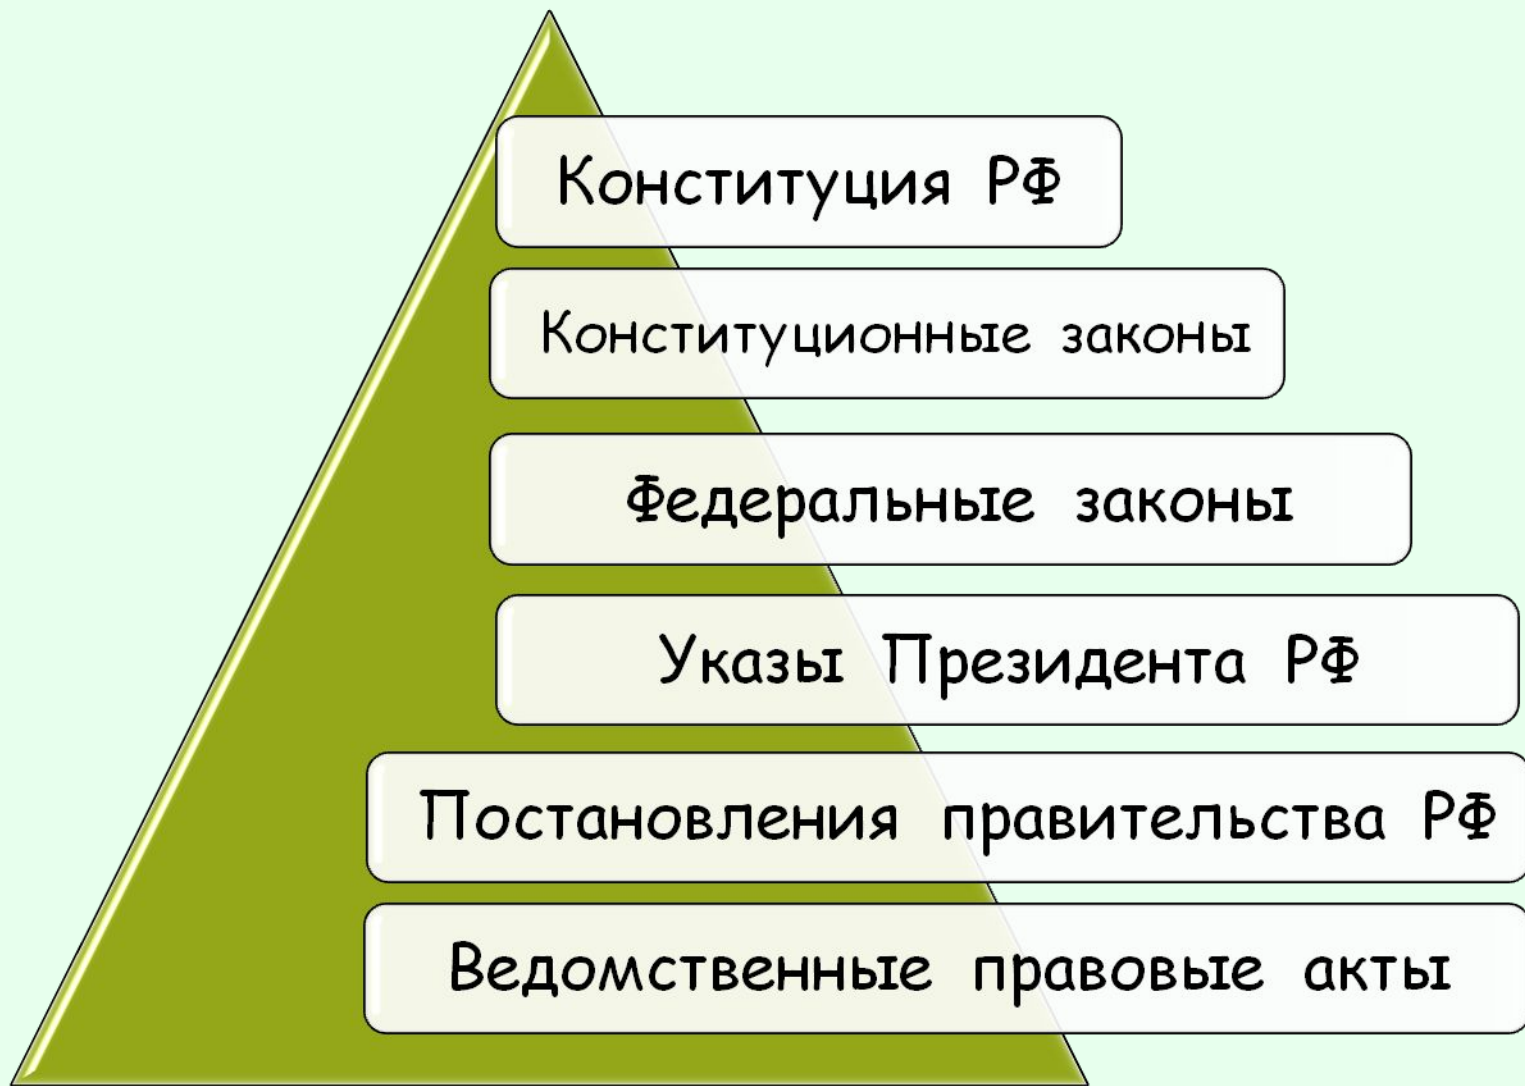 Конституция РФ
Конституционные законы
Федеральные законы
Указы Президента РФ
Постановления правительства РФ
Ведомственные правовые акты